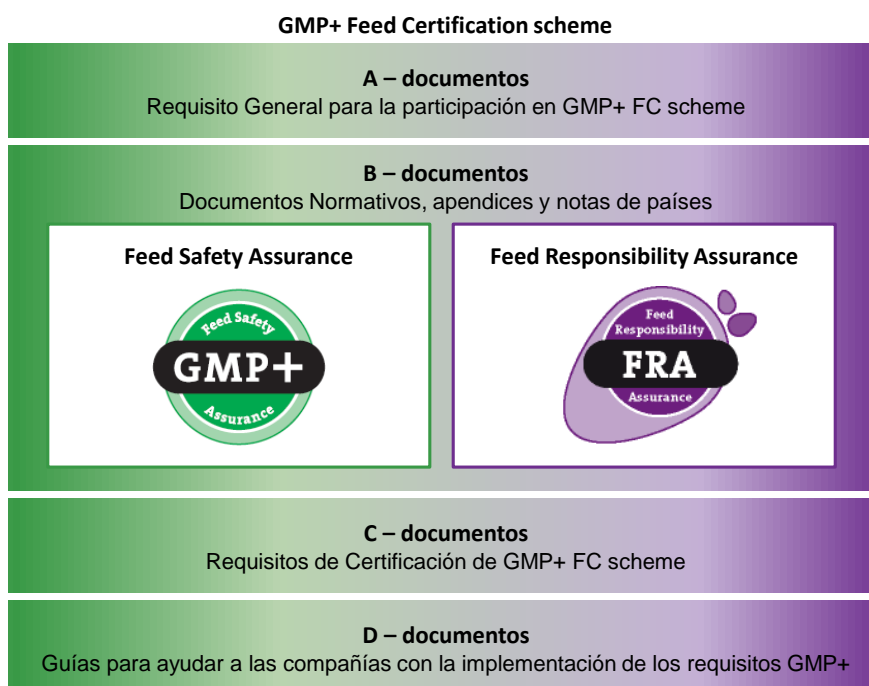 GMP+ Feed Certification scheme
A – documentos
Requisito General para la participación en GMP+ FC scheme
B – documentos
Documentos Normativos, apendices y notas de países
Feed Safety Assurance
Feed Safety
GMP+
Assurance
Feed Responsibility Assurance
Feed
Responsibility
FRA
Assurance
C – documentos
Requisitos de Certificación de GMP+ FC scheme
D – documentos
Guías para ayudar a las compañías con la implementación de los requisitos GMP+